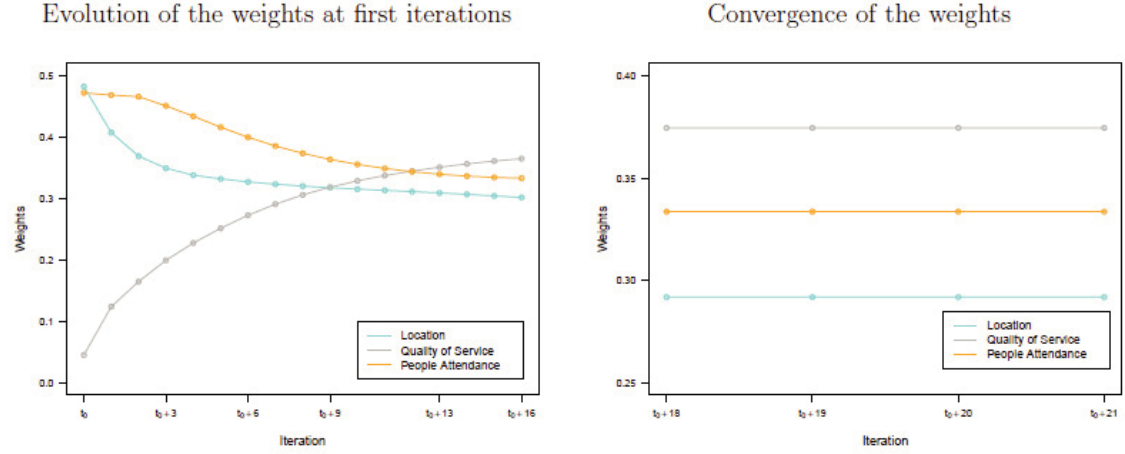 Evolution of the weights at first iterations
0.5
0.4
0.3
0.2
0.1
0.0
Weights
Location
Quality of Service
People Attendance
t0
t0+3
t0+6
t0+9
t0+13
t0+16
Iteration
Convergence of the weights
0.40
0.35
0.30
0.25
Weights
Location
Quality of Service
People Attendance
t0+18
t0+19
t0+20
t0+21
Iteration